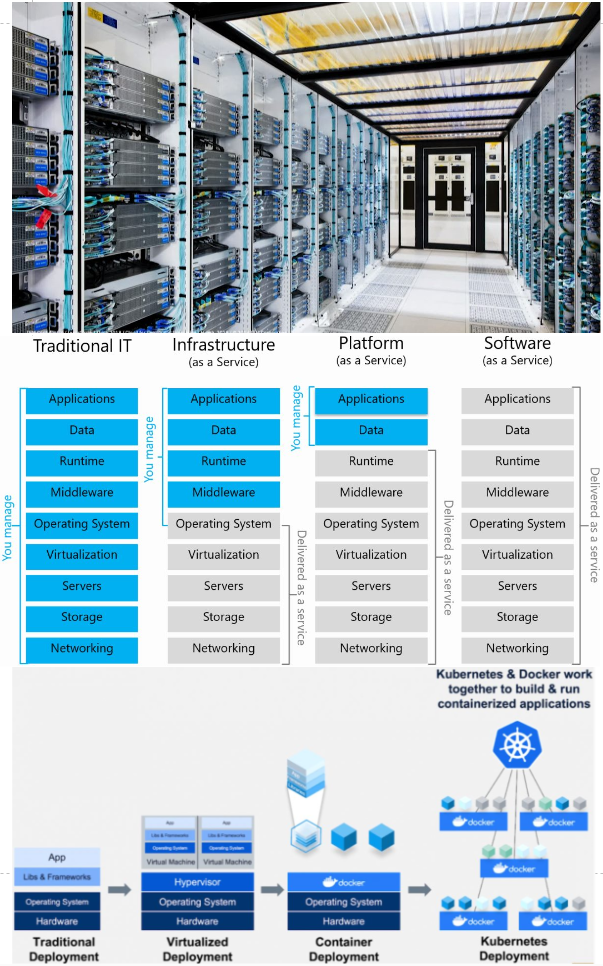 Traditional IT
Infrastructure
(as a Service)
Platform
(as a Service)
Software
(as a Service)
You manage
Applications
Data
Runtime
Middleware
Operating System
Virtualization
Servers
Storage
Networking
You manage
Applications
Data
Runtime
Middleware
Operating System
Virtualization
Servers
Storage
Networking
Delivered as a service
You manage
Applications
Data
Runtime
Middleware
Operating System
Virtualization
Servers
Storage
Networking
Delivered as a service
Applications
Data
Runtime
Middleware
Operating System
Virtualization
Servers
Storage
Networking
Delivered as a service
App
Libs & Frameworks
Operating System
Hardware
Traditional
Deployment
App
Libs & Frameworks
Operating System
Virtual Machine
App
Libs & Frameworks
Operating System
Virtual Machine
Hypervisor
Operating System
Hardware
Virtualized
Deployment
docker
Operating System
Hardware
Container
Deployment
Kubernetes & Docker work
together to build & run
containerized applications
docker
docker
docker
docker
docker
Kubernetes
Deployment